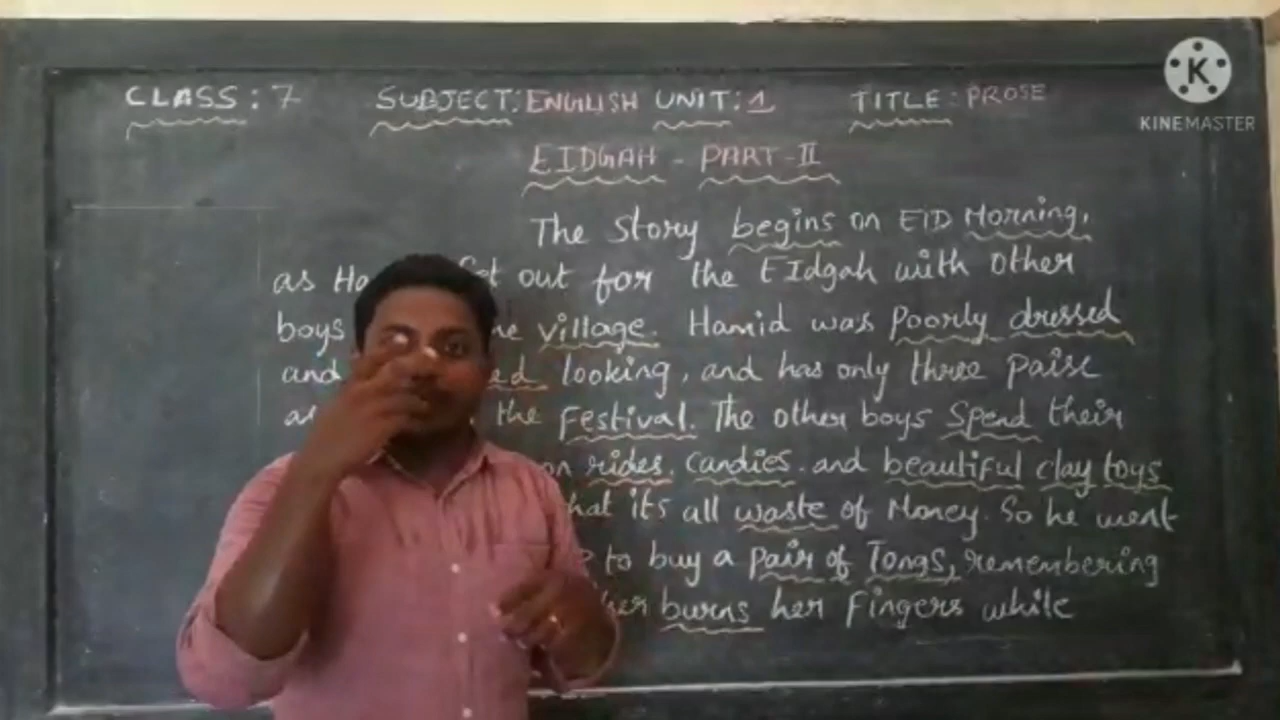 CLASS: 7 SUBJECT: ENGLISH UNIT: 1 TITLE: PROSE
K
KINEMASTER
EIDGAH - PART-II
The Story begins on EID Morning,
as out for the EIdgah with other
boys village. Hamid was Poorly dressed
and looking, and has only three paise
the Festival. The other boys Spend their
on rides, Candies. and beautiful clay toys
it's all waste of Money. So he went
to buy a pair of Tongs, remembering
burns her Fingers while